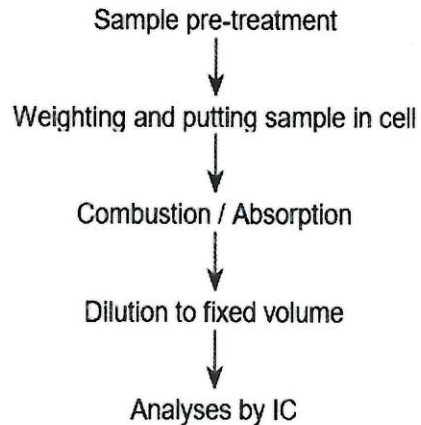 Sample pre-treatment
Weighting and putting sample in cell
Combustion / Absorption
Dilution to fixed volume
Analyses by IC